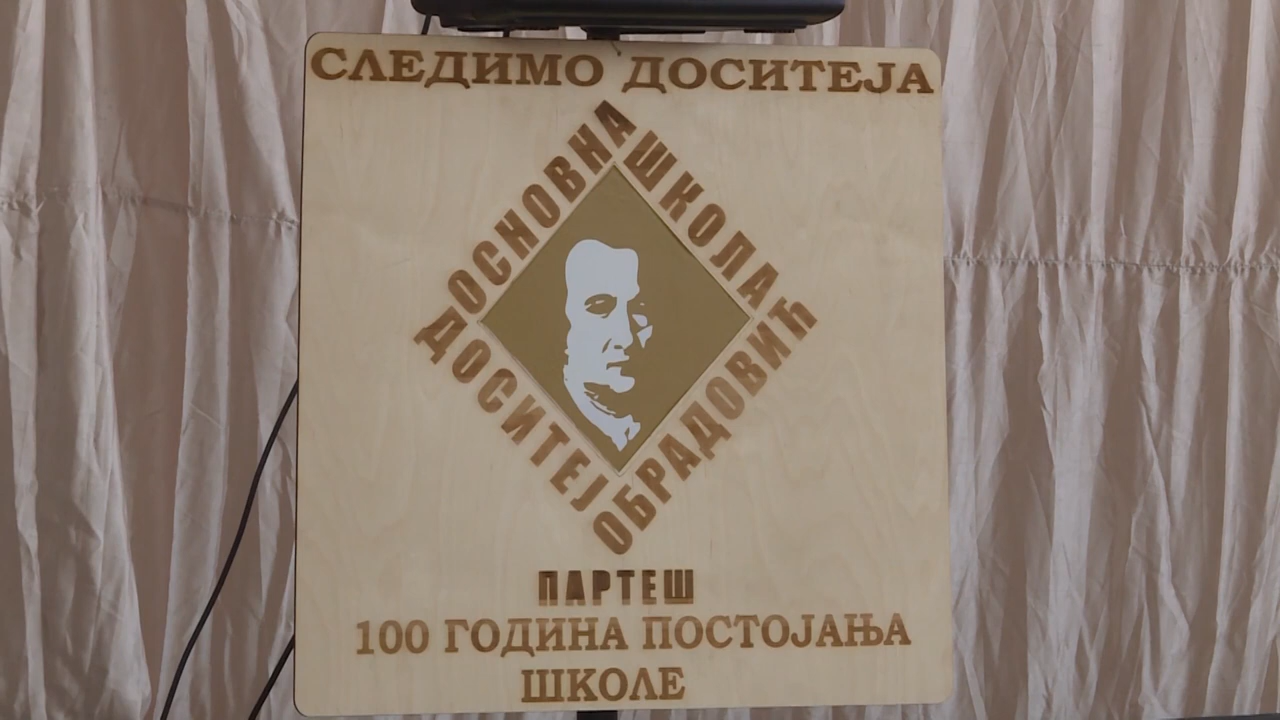 СЛЕДИМО ДОСИТЕЈА
ОСНОВНА
ШКОЛА
ДОСИТЕЈ
ОБРАДОВИЋ
ПАРТЕШ
100 ГОДИНА ПОСТОЈАЊА
ШКОЛЕ